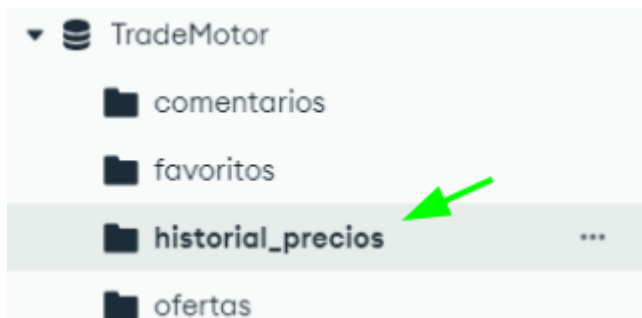 TradeMotor
comentarios
favoritos
historial_precios
ofertas